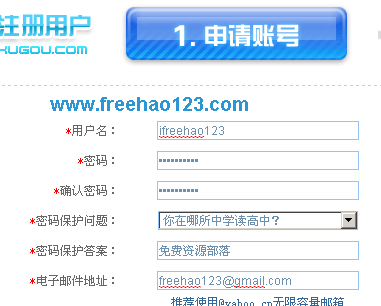 注册用户
KUGOU.COM
1. 申请账号
www.freehao123.com
*用户名： ifreehao123
*密码： ••••••••••
*确认密码： ••••••••••
*密码保护问题： 你在哪所中学读高中？
*密码保护答案： 免费资源部落
*电子邮件地址： freehao123@gmail.com
推荐使用@yahoo.cn无限容量邮箱